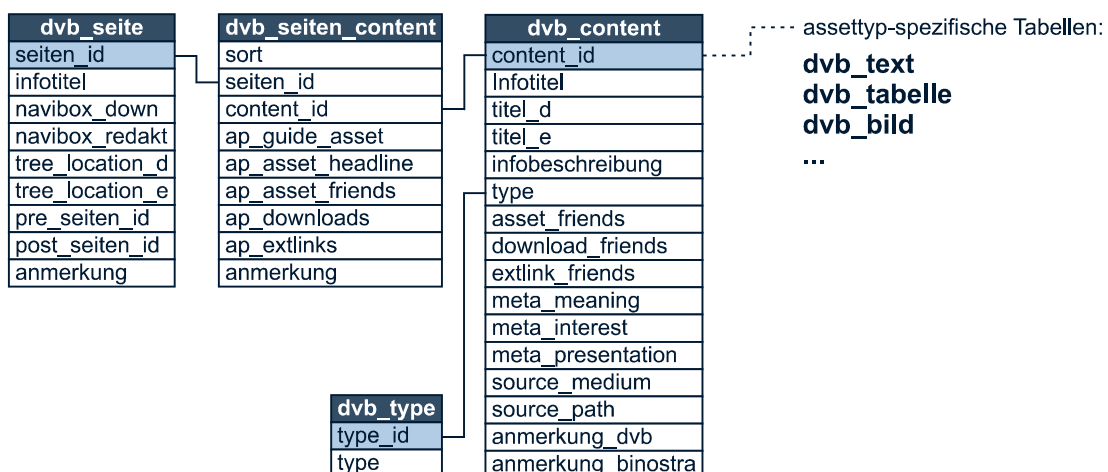 dvb_seite
seiten_id
infotitel
navibox_down
navibox_redakt
tree_location_d
tree_location_e
pre_seiten_id
post_seiten_id
anmerkung
dvb_seiten_content
sort
seiten_id
content_id
ap_guide_asset
ap_asset_headline
ap_asset_friends
ap_downloads
ap_extlinks
anmerkung
dvb_content
content_id
Infotitel
titel_d
titel_e
infobeschreibung
type
asset_friends
download_friends
extlink_friends
meta_meaning
meta_interest
meta_presentation
source_medium
source_path
anmerkung_dvb
anmerkung_binostra
dvb_type
type_id
type
assettyp-spezifische Tabellen:
dvb_text
dvb_tabelle
dvb_bild
...